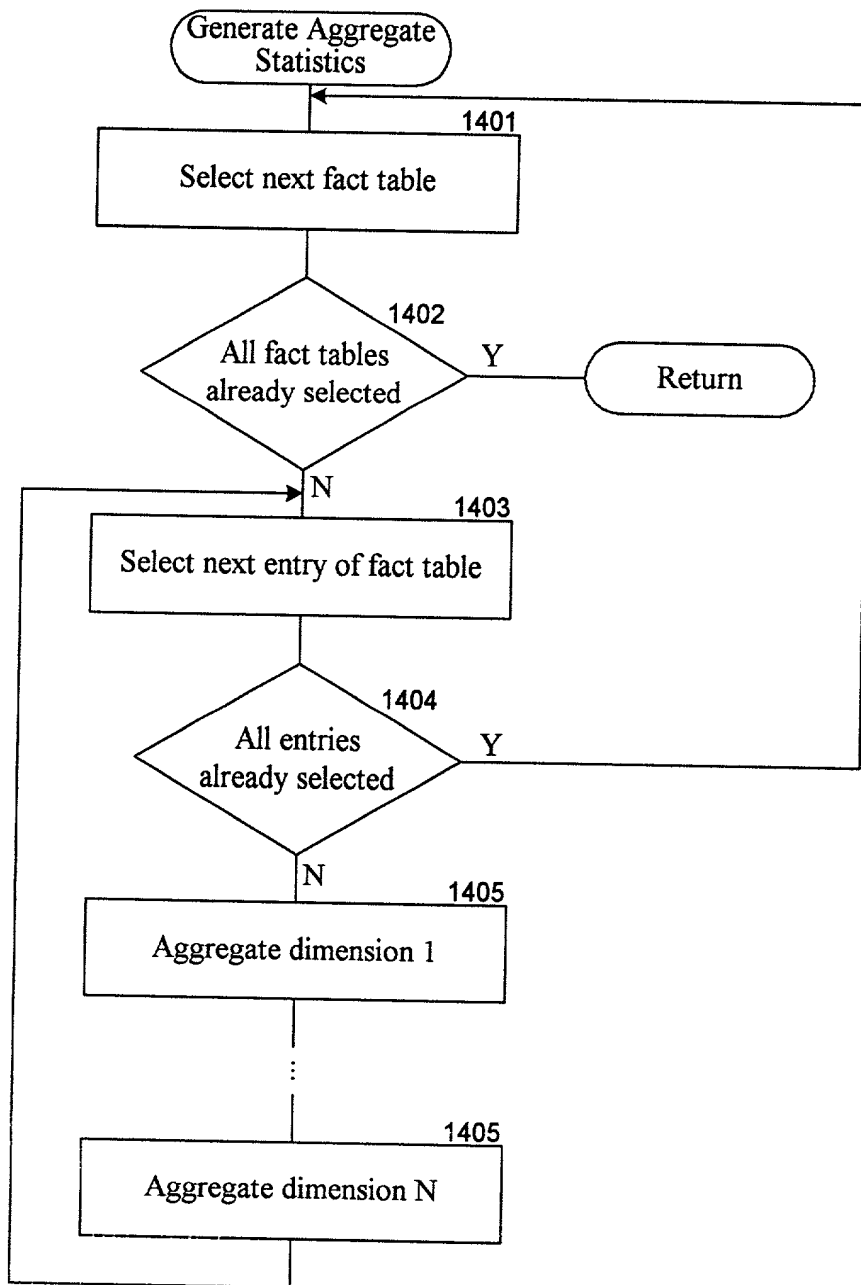 Generate Aggregate
Statistics
1401
Select next fact table
1402
All fact tables
already selected
Y
Return
N
1403
Select next entry of fact table
1404
All entries
already selected
Y
N
1405
Aggregate dimension 1
...
1405
Aggregate dimension N